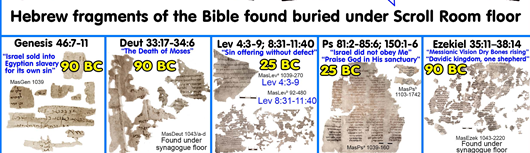 Hebrew fragments of the Bible found buried under Scroll Room floor
Genesis 46:7-11
"Israel sold into
Egyptian slavery
for its own sin"
90 BC
MasGen 1039
Deut 33:17-34:6
"The Death of Moses"
90 BC
MasDeut 1043/a-d
Found under
synagogue floor
Lev 4:3-9; 8:31-11:40
"Sin offering without defect"
25 BC
MasLevᵃ 1039-270
Lev 4:3-9
MasLevᵇ 92-480
Lev 8:31-11:40
Ps 81:2-85:6; 150:1-6
"Israel did not obey Me"
"Praise God in His sanctuary"
25 BC
MasPsᵇ
1103-1742
MasPsᵃ 1039-160
Ezekiel 35:11-38:14
"Messianic Vision Dry Bones rising"
"Davidic kingdom, one shepherd"
90 BC
MasEzek 1043-2220
Found under
synagogue floor